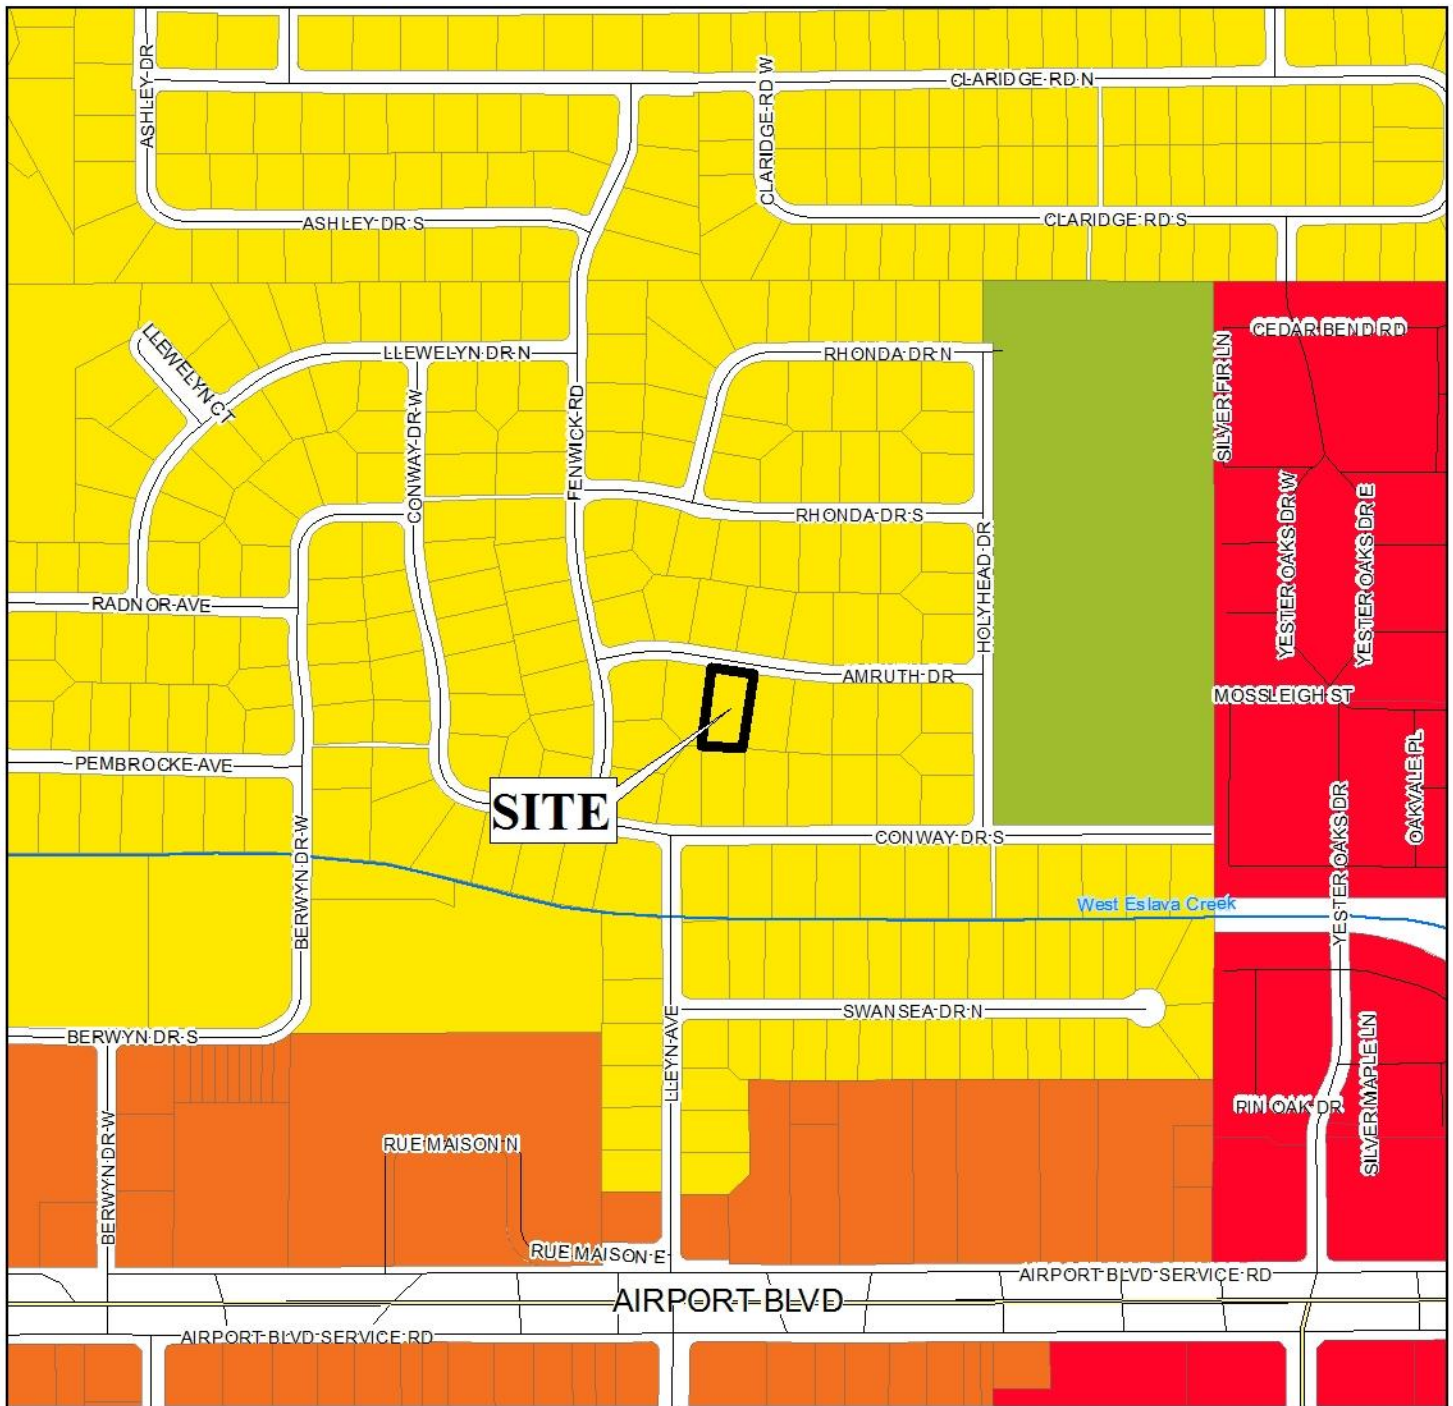 ASHLEY DR
CLARIDGE RD W
CLARIDGE RD N
ASHLEY DR S
CLARIDGE RD S
LLEWELYN CT
LLEWELYN DR N
RHONDA DR N
CEDAR BEND RD
SILVER FIR LN
CONWAY DR W
FENWICK RD
RHONDA DR S
HOLYHEAD DR
YESTER OAKS DR W
YESTER OAKS DR E
RADNOR AVE
AMRUTH DR
MOSSLEIGH ST
PEMBROCKE AVE
SITE
OAKVALE PL
CONWAY DR S
YESTER OAKS DR
BERWYN DR W
West Eslava Creek
SWANSEA DR N
LLEYN AVE
BERWYN DR S
SILVER MAPLE LN
PIN OAK DR
BERWYN DR W
RUE MAISON N
RUE MAISON E
AIRPORT BLVD SERVICE RD
AIRPORT BLVD
AIRPORT BLVD SERVICE RD